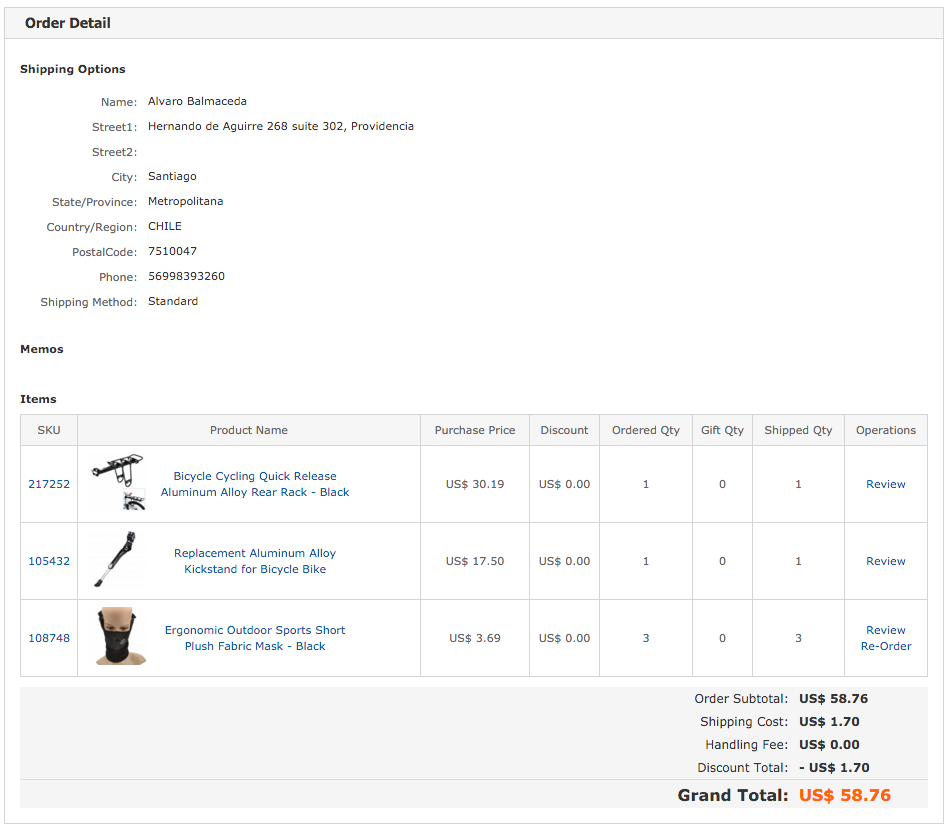 Order Detail
Shipping Options
Name: Alvaro Balmaceda
Street1: Hernando de Aguirre 268 suite 302, Providencia
Street2:
City: Santiago
State/Province: Metropolitana
Country/Region: CHILE
PostalCode: 7510047
Phone: 56998393260
Shipping Method: Standard
Memos
Items
SKU Product Name Purchase Price Discount Ordered Qty Gift Qty Shipped Qty Operations
217252 Bicycle Cycling Quick Release
Aluminum Alloy Rear Rack - Black US$ 30.19 US$ 0.00 1 0 1 Review
105432 Replacement Aluminum Alloy
Kickstand for Bicycle Bike US$ 17.50 US$ 0.00 1 0 1 Review
108748 Ergonomic Outdoor Sports Short
Plush Fabric Mask - Black US$ 3.69 US$ 0.00 3 0 3 Review
Re-Order
Order Subtotal: US$ 58.76
Shipping Cost: US$ 1.70
Handling Fee: US$ 0.00
Discount Total: - US$ 1.70
Grand Total: US$ 58.76